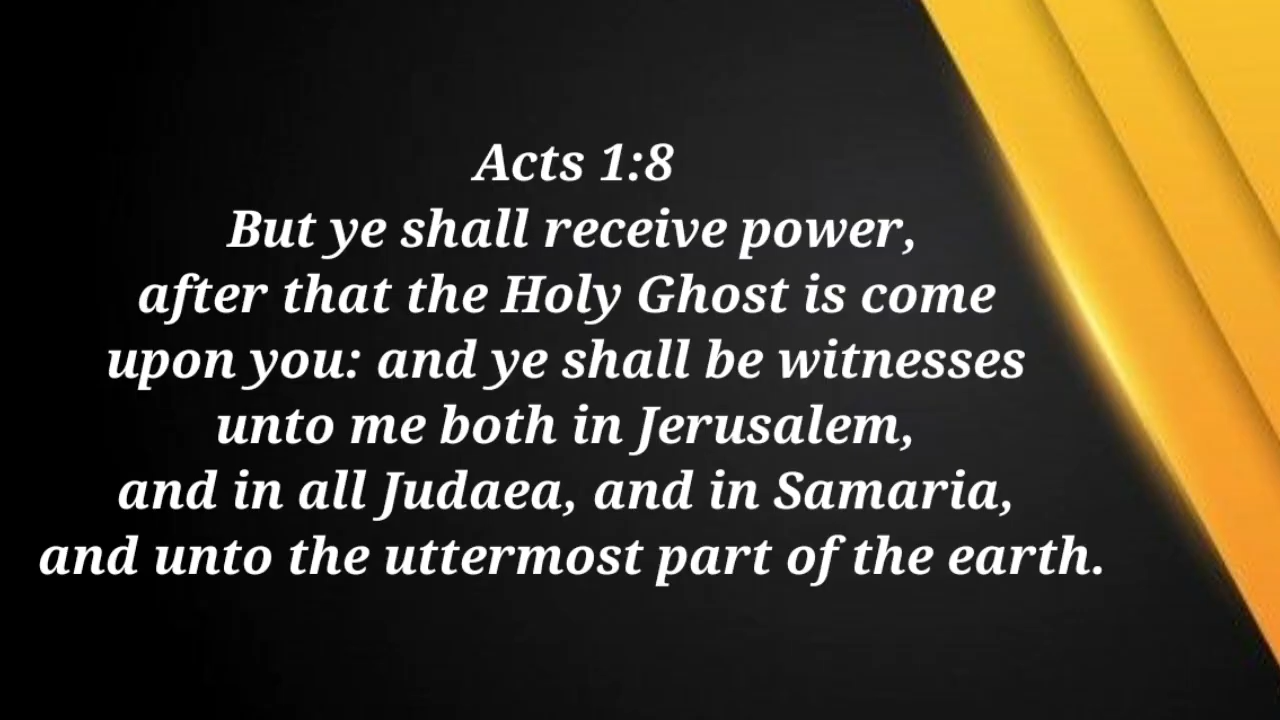 Acts 1:8
But ye shall receive power,
after that the Holy Ghost is come
upon you: and ye shall be witnesses
unto me both in Jerusalem,
and in all Judaea, and in Samaria,
and unto the uttermost part of the earth.